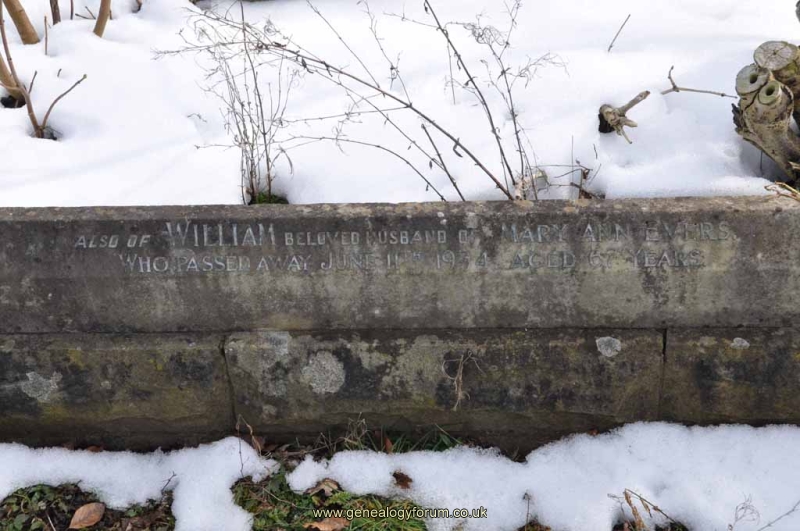 ALSO OF WILLIAM BELOVED HUSBAND OF MARY ANN EVERS
WHO PASSED AWAY JUNE 11TH 1934 AGED 67 YEARS
www.genealogyforum.co.uk